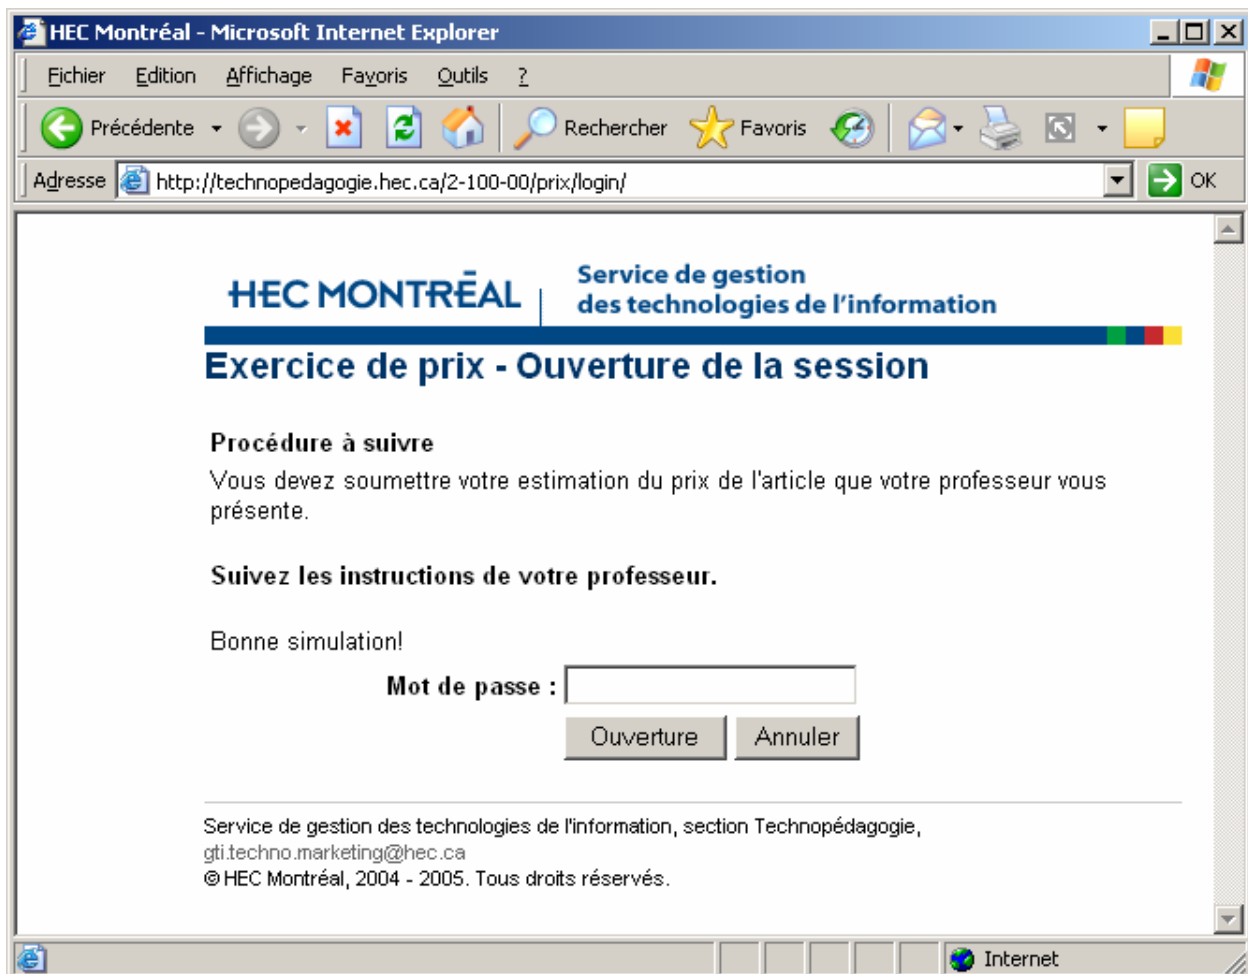 HEC Montréal - Microsoft Internet Explorer
Fichier Edition Affichage Favoris Outils ?
Précédente Rechercher Favoris
Adresse http://technopedagogie.hec.ca/2-100-00/prix/login/ OK
HEC MONTRĒAL
Service de gestion
des technologies de l'information
Exercice de prix - Ouverture de la session
Procédure à suivre
Vous devez soumettre votre estimation du prix de l'article que votre professeur vous
présente.
Suivez les instructions de votre professeur.
Bonne simulation!
Mot de passe :
Ouverture Annuler
Service de gestion des technologies de l'information, section Technopédagogie,
gti.techno.marketing@hec.ca
© HEC Montréal, 2004 - 2005. Tous droits réservés.
Internet